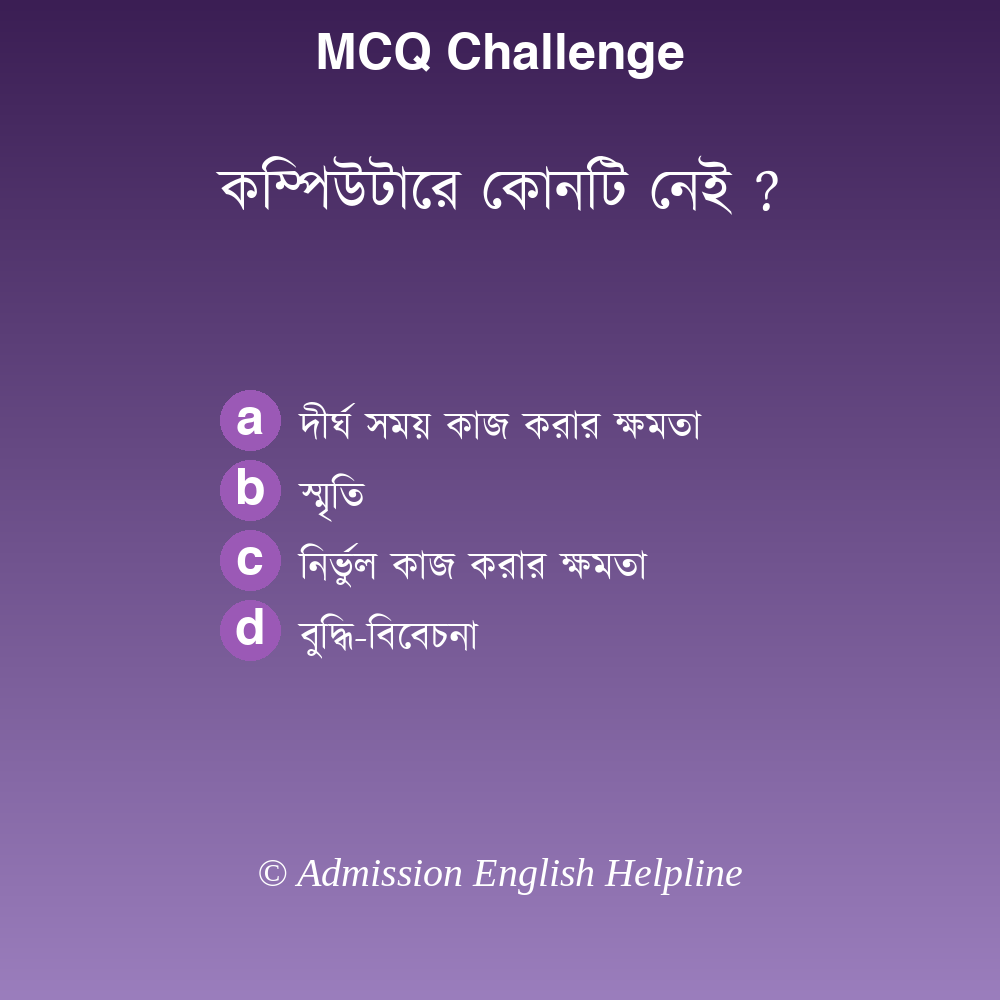 MCQ Challenge
কম্পিউটারে কোনটি নেই ?
a দীর্ঘ সময় কাজ করার ক্ষমতা
b স্মৃতি
c নির্ভুল কাজ করার ক্ষমতা
d বুদ্ধি-বিবেচনা
© Admission English Helpline